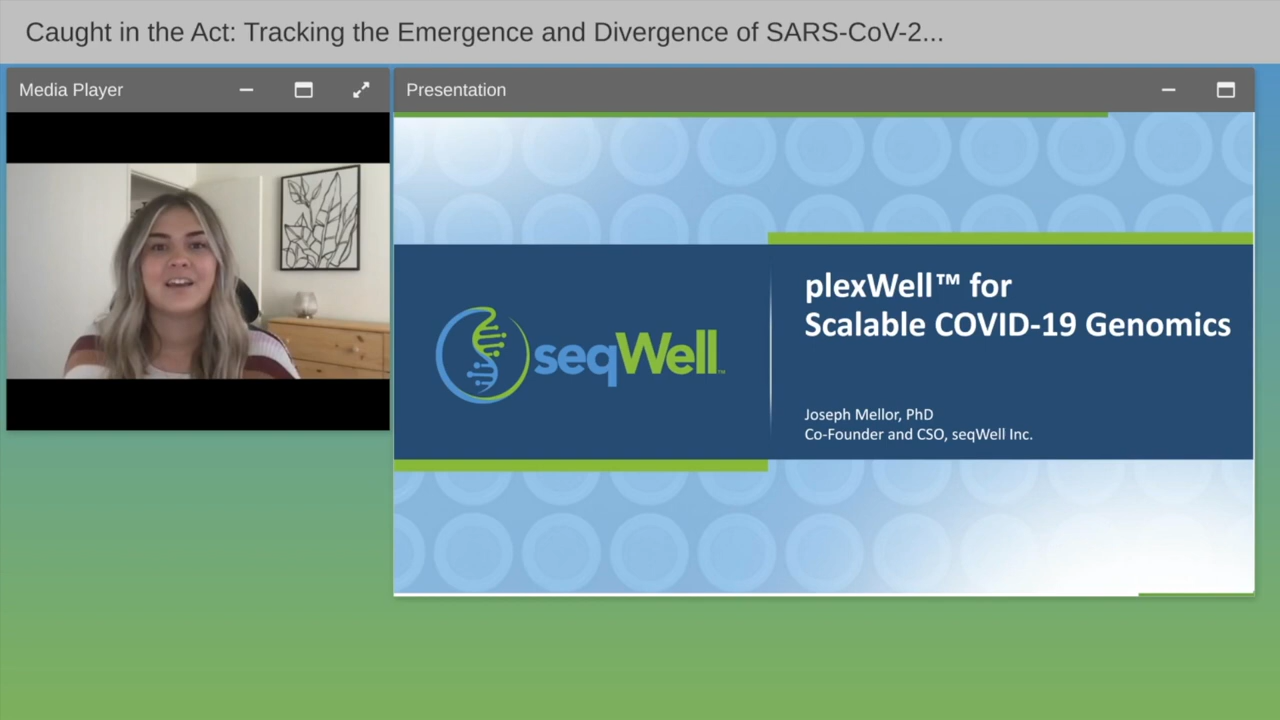 Caught in the Act: Tracking the Emergence and Divergence of SARS-CoV-2...
Media Player
Presentation
seqWell™
plexWell™ for
Scalable COVID-19 Genomics
Joseph Mellor, PhD
Co-Founder and CSO, seqWell Inc.